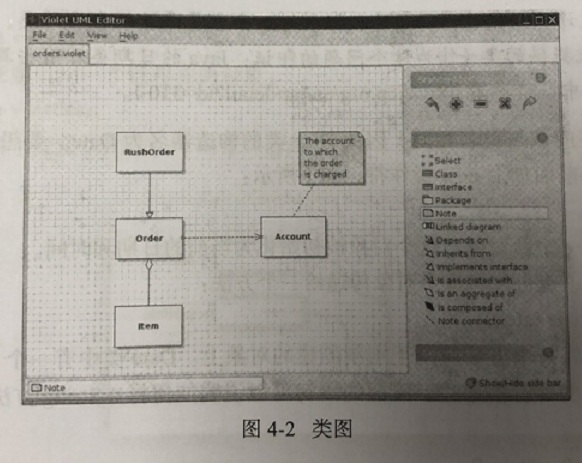 Violet UML Editor
File Edit View Help
orders.violet
RushOrder
The account
to which
the order
is charged
Order
Account
Item
Select
Class
Interface
Package
Note
Linked diagram
Depends on
Inherits from
Implements interface
Is associated with
Is an aggregate of
Is composed of
Note connector
Note
Show/Hide side bar
图 4-2 类图